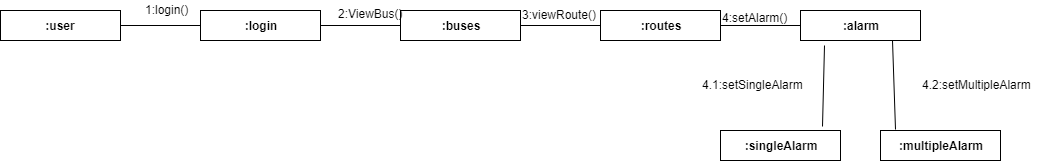 1:login()
2:ViewBus()
3:viewRoute()
4:setAlarm()
:user
:login
:buses
:routes
:alarm
4.1:setSingleAlarm
4.2:setMultipleAlarm
:singleAlarm
:multipleAlarm